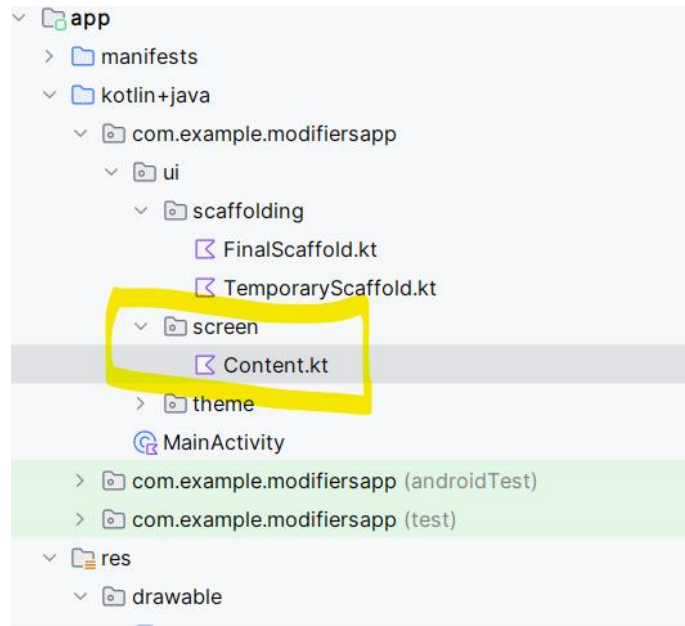 app
manifests
kotlin+java
com.example.modifiersapp
ui
scaffolding
FinalScaffold.kt
TemporaryScaffold.kt
screen
Content.kt
theme
MainActivity
com.example.modifiersapp (androidTest)
com.example.modifiersapp (test)
res
drawable